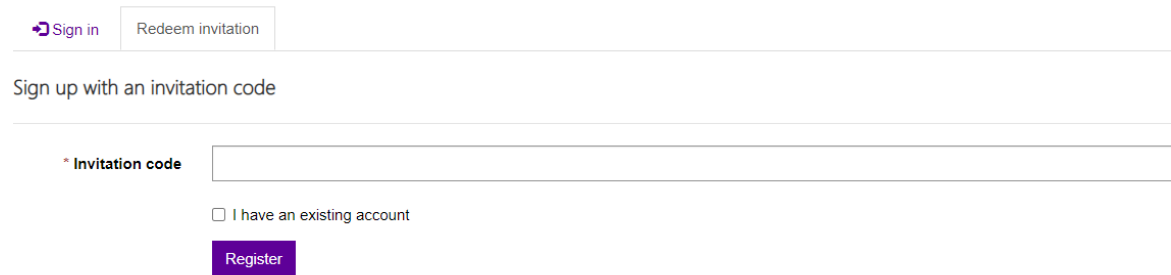 Sign in
Redeem invitation
Sign up with an invitation code
* Invitation code
I have an existing account
Register